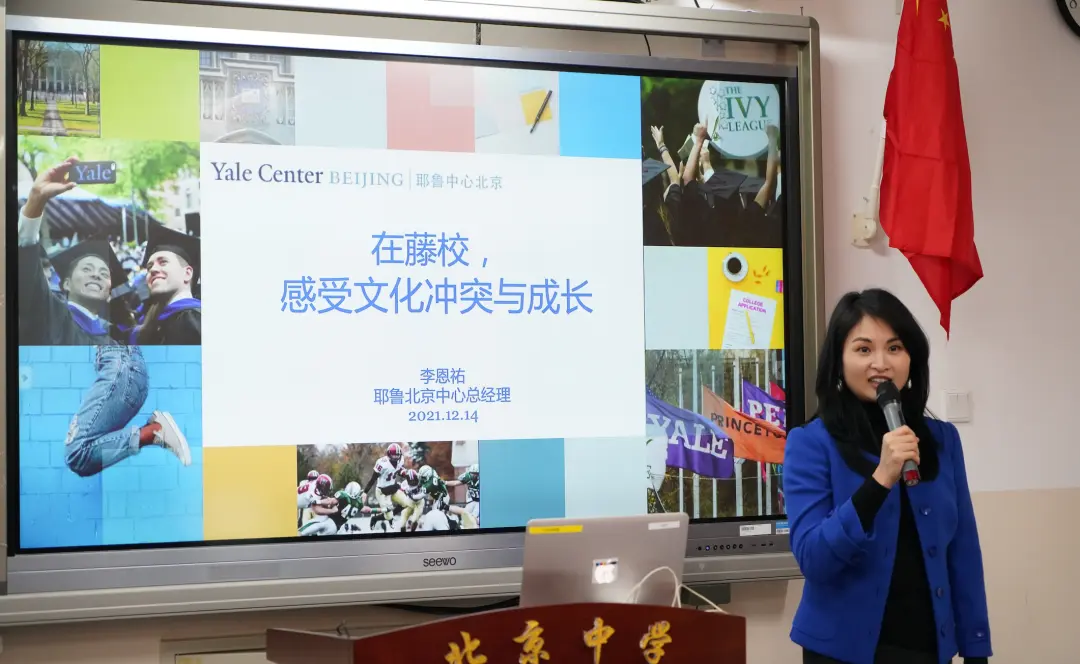 Yale Center BEIJING 耶鲁中心北京
在藤校，
感受文化冲突与成长
李恩祐
耶鲁北京中心总经理
2021.12.14
Yale
THE
IVY
LEAGUE
COLLEGE
APPLICATION
YALE
PRINCETO
PE
seewo
北京中学